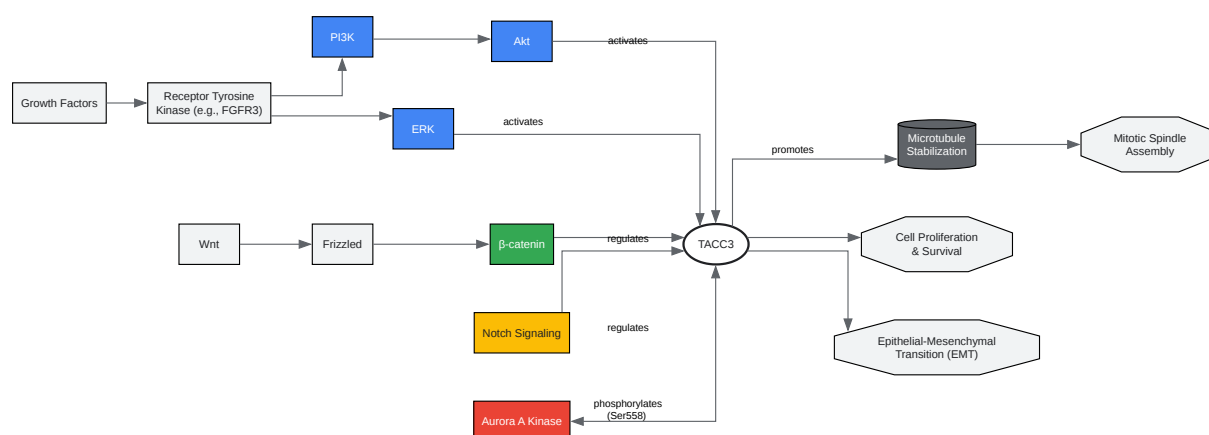 PI3K
Akt
activates
Growth Factors
Receptor Tyrosine
Kinase (e.g., FGFR3)
ERK
activates
Microtubule
Stabilization
promotes
Mitotic Spindle
Assembly
Wnt
Frizzled
β-catenin
regulates
TACC3
Cell Proliferation
& Survival
Notch Signaling
regulates
Epithelial-Mesenchymal
Transition (EMT)
Aurora A Kinase
phosphorylates
(Ser558)